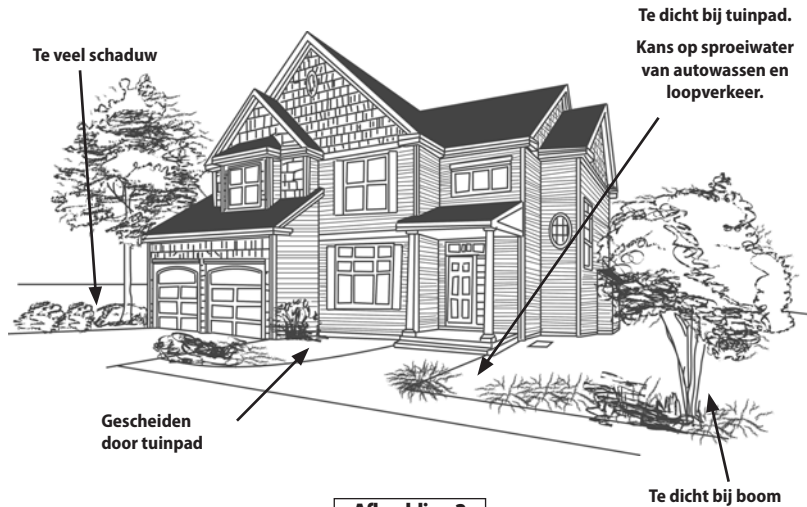 Te veel schaduw
Te dicht bij tuinpad.
Kans op sproeiwater
van autowassen en
loopverkeer.
Gescheiden
door tuinpad
Te dicht bij boom